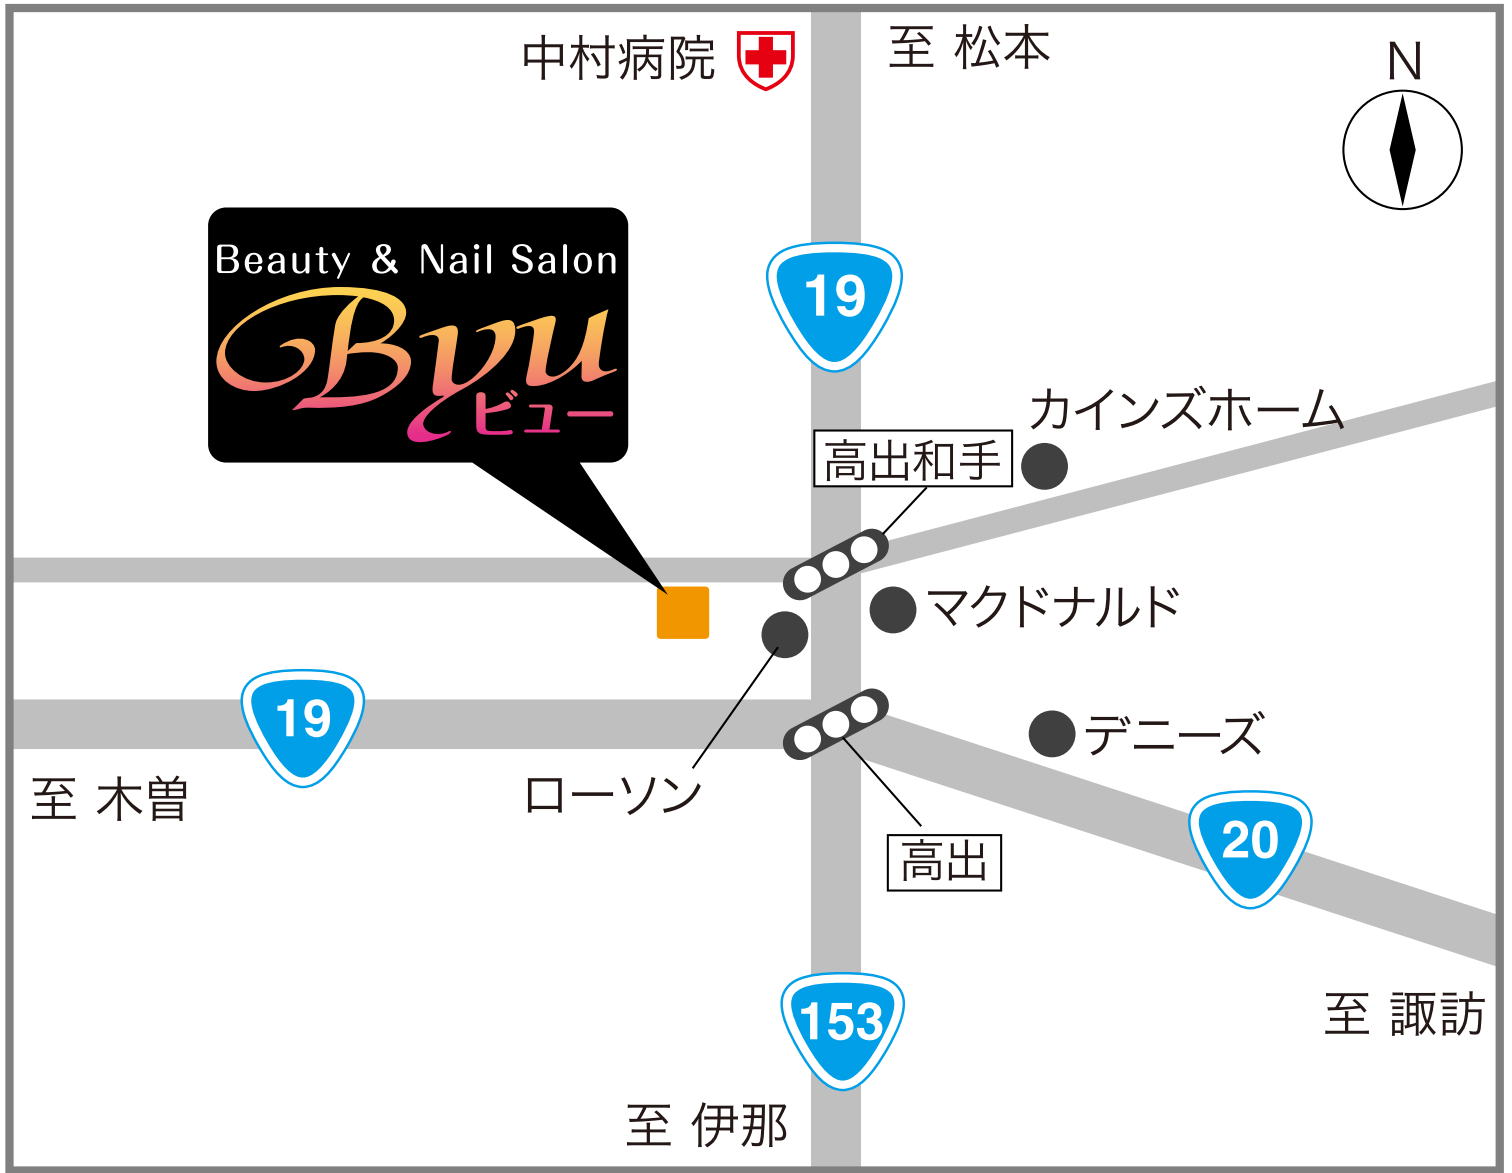 中村病院
至 松本
N
Beauty & Nail Salon
Byu
ビュー
19
カインズホーム
高出和手
マクドナルド
19
デニーズ
至 木曽
ローソン
20
高出
至 諏訪
153
至 伊那